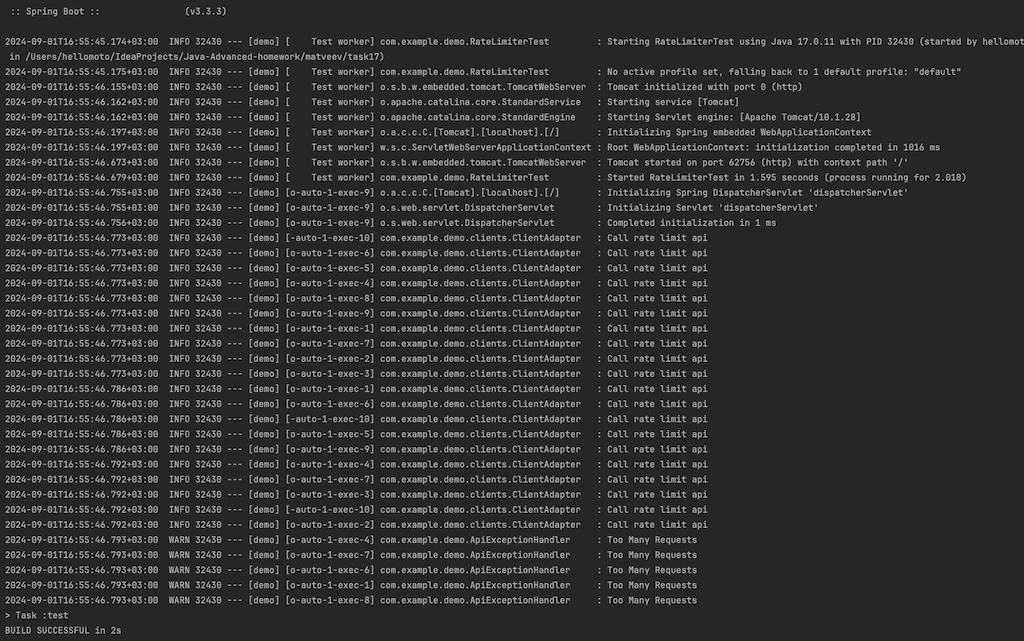 :: Spring Boot ::                (v3.3.3)
2024-09-01T16:55:45.174+03:00  INFO 32430 --- [demo] [    Test worker] com.example.demo.RateLimiterTest         : Starting RateLimiterTest using Java 17.0.11 with PID 32430 (started by hellomot
in /Users/hellomoto/IdeaProjects/Java-Advanced-homework/matveev/task17)
2024-09-01T16:55:45.175+03:00  INFO 32430 --- [demo] [    Test worker] com.example.demo.RateLimiterTest         : No active profile set, falling back to 1 default profile: "default"
2024-09-01T16:55:46.155+03:00  INFO 32430 --- [demo] [    Test worker] o.s.b.w.embedded.tomcat.TomcatWebServer  : Tomcat initialized with port 0 (http)
2024-09-01T16:55:46.162+03:00  INFO 32430 --- [demo] [    Test worker] o.apache.catalina.core.StandardService   : Starting service [Tomcat]
2024-09-01T16:55:46.162+03:00  INFO 32430 --- [demo] [    Test worker] o.apache.catalina.core.StandardEngine    : Starting Servlet engine: [Apache Tomcat/10.1.28]
2024-09-01T16:55:46.197+03:00  INFO 32430 --- [demo] [    Test worker] o.a.c.c.C.[Tomcat].[localhost].[/]       : Initializing Spring embedded WebApplicationContext
2024-09-01T16:55:46.197+03:00  INFO 32430 --- [demo] [    Test worker] w.s.c.ServletWebServerApplicationContext : Root WebApplicationContext: initialization completed in 1016 ms
2024-09-01T16:55:46.673+03:00  INFO 32430 --- [demo] [    Test worker] o.s.b.w.embedded.tomcat.TomcatWebServer  : Tomcat started on port 62756 (http) with context path '/'
2024-09-01T16:55:46.679+03:00  INFO 32430 --- [demo] [    Test worker] com.example.demo.RateLimiterTest         : Started RateLimiterTest in 1.595 seconds (process running for 2.018)
2024-09-01T16:55:46.755+03:00  INFO 32430 --- [demo] [o-auto-1-exec-9] o.a.c.c.C.[Tomcat].[localhost].[/]       : Initializing Spring DispatcherServlet 'dispatcherServlet'
2024-09-01T16:55:46.755+03:00  INFO 32430 --- [demo] [o-auto-1-exec-9] o.s.web.servlet.DispatcherServlet        : Initializing Servlet 'dispatcherServlet'
2024-09-01T16:55:46.756+03:00  INFO 32430 --- [demo] [o-auto-1-exec-9] o.s.web.servlet.DispatcherServlet        : Completed initialization in 1 ms
2024-09-01T16:55:46.773+03:00  INFO 32430 --- [demo] [-auto-1-exec-10] com.example.demo.clients.ClientAdapter   : Call rate limit api
2024-09-01T16:55:46.773+03:00  INFO 32430 --- [demo] [o-auto-1-exec-6] com.example.demo.clients.ClientAdapter   : Call rate limit api
2024-09-01T16:55:46.773+03:00  INFO 32430 --- [demo] [o-auto-1-exec-5] com.example.demo.clients.ClientAdapter   : Call rate limit api
2024-09-01T16:55:46.773+03:00  INFO 32430 --- [demo] [o-auto-1-exec-4] com.example.demo.clients.ClientAdapter   : Call rate limit api
2024-09-01T16:55:46.773+03:00  INFO 32430 --- [demo] [o-auto-1-exec-8] com.example.demo.clients.ClientAdapter   : Call rate limit api
2024-09-01T16:55:46.773+03:00  INFO 32430 --- [demo] [o-auto-1-exec-9] com.example.demo.clients.ClientAdapter   : Call rate limit api
2024-09-01T16:55:46.773+03:00  INFO 32430 --- [demo] [o-auto-1-exec-1] com.example.demo.clients.ClientAdapter   : Call rate limit api
2024-09-01T16:55:46.773+03:00  INFO 32430 --- [demo] [o-auto-1-exec-7] com.example.demo.clients.ClientAdapter   : Call rate limit api
2024-09-01T16:55:46.773+03:00  INFO 32430 --- [demo] [o-auto-1-exec-2] com.example.demo.clients.ClientAdapter   : Call rate limit api
2024-09-01T16:55:46.773+03:00  INFO 32430 --- [demo] [o-auto-1-exec-3] com.example.demo.clients.ClientAdapter   : Call rate limit api
2024-09-01T16:55:46.786+03:00  INFO 32430 --- [demo] [o-auto-1-exec-1] com.example.demo.clients.ClientAdapter   : Call rate limit api
2024-09-01T16:55:46.786+03:00  INFO 32430 --- [demo] [o-auto-1-exec-6] com.example.demo.clients.ClientAdapter   : Call rate limit api
2024-09-01T16:55:46.786+03:00  INFO 32430 --- [demo] [-auto-1-exec-10] com.example.demo.clients.ClientAdapter   : Call rate limit api
2024-09-01T16:55:46.786+03:00  INFO 32430 --- [demo] [o-auto-1-exec-5] com.example.demo.clients.ClientAdapter   : Call rate limit api
2024-09-01T16:55:46.786+03:00  INFO 32430 --- [demo] [o-auto-1-exec-9] com.example.demo.clients.ClientAdapter   : Call rate limit api
2024-09-01T16:55:46.792+03:00  INFO 32430 --- [demo] [o-auto-1-exec-4] com.example.demo.clients.ClientAdapter   : Call rate limit api
2024-09-01T16:55:46.792+03:00  INFO 32430 --- [demo] [o-auto-1-exec-7] com.example.demo.clients.ClientAdapter   : Call rate limit api
2024-09-01T16:55:46.792+03:00  INFO 32430 --- [demo] [o-auto-1-exec-3] com.example.demo.clients.ClientAdapter   : Call rate limit api
2024-09-01T16:55:46.792+03:00  INFO 32430 --- [demo] [-auto-1-exec-10] com.example.demo.clients.ClientAdapter   : Call rate limit api
2024-09-01T16:55:46.792+03:00  INFO 32430 --- [demo] [o-auto-1-exec-2] com.example.demo.clients.ClientAdapter   : Call rate limit api
2024-09-01T16:55:46.793+03:00  WARN 32430 --- [demo] [o-auto-1-exec-4] com.example.demo.ApiExceptionHandler     : Too Many Requests
2024-09-01T16:55:46.793+03:00  WARN 32430 --- [demo] [o-auto-1-exec-7] com.example.demo.ApiExceptionHandler     : Too Many Requests
2024-09-01T16:55:46.793+03:00  WARN 32430 --- [demo] [o-auto-1-exec-6] com.example.demo.ApiExceptionHandler     : Too Many Requests
2024-09-01T16:55:46.793+03:00  WARN 32430 --- [demo] [o-auto-1-exec-1] com.example.demo.ApiExceptionHandler     : Too Many Requests
2024-09-01T16:55:46.793+03:00  WARN 32430 --- [demo] [o-auto-1-exec-8] com.example.demo.ApiExceptionHandler     : Too Many Requests
> Task :test
BUILD SUCCESSFUL in 2s